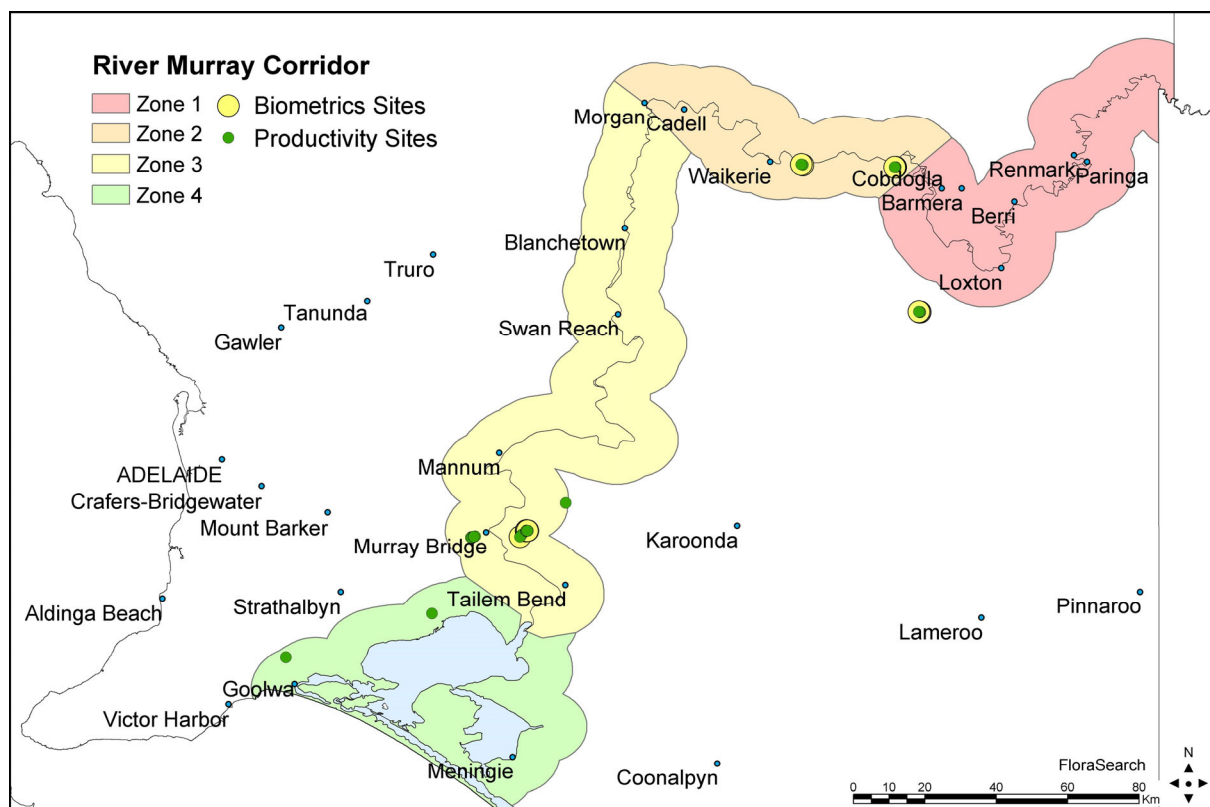 River Murray Corridor
Zone 1
Biometrics Sites
Zone 2
Productivity Sites
Zone 3
Zone 4
Morgan
Cadell
Waikerie
Cobdogla
Renmark
Paringa
Barmera
Berri
Blanchetown
Loxton
Truro
Tanunda
Swan Reach
Gawler
Mannum
ADELAIDE
Crafers-Bridgewater
Mount Barker
Murray Bridge
Karoonda
Tailem Bend
Strathalbyn
Aldinga Beach
Pinnaroo
Lameroo
Goolwa
Victor Harbor
Meningie
Coonalpyn
FloraSearch
N
0 10 20 40 60 80
Km